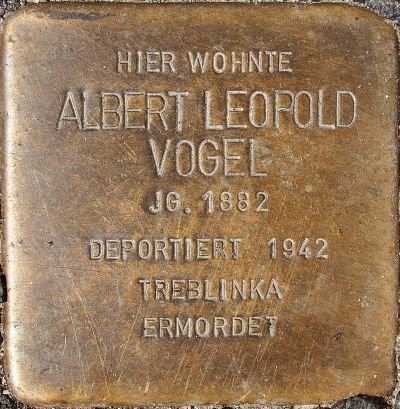 HIER WOHNTE
ALBERT LEOPOLD
VOGEL
JG. 1882
DEPORTIERT 1942
TREBLINKA
ERMORDET